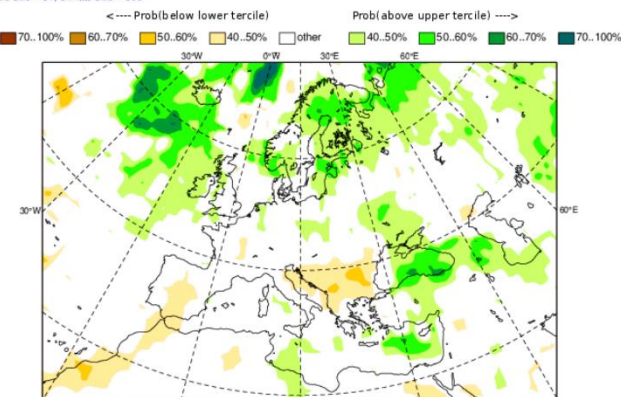 <---- Prob(below lower tercile) Prob(above upper tercile) ---->
70..100% 60..70% 50..60% 40..50% other 40..50% 50..60% 60..70% 70..100%
30°W 0°W 30°E 60°E
30°W 60°E